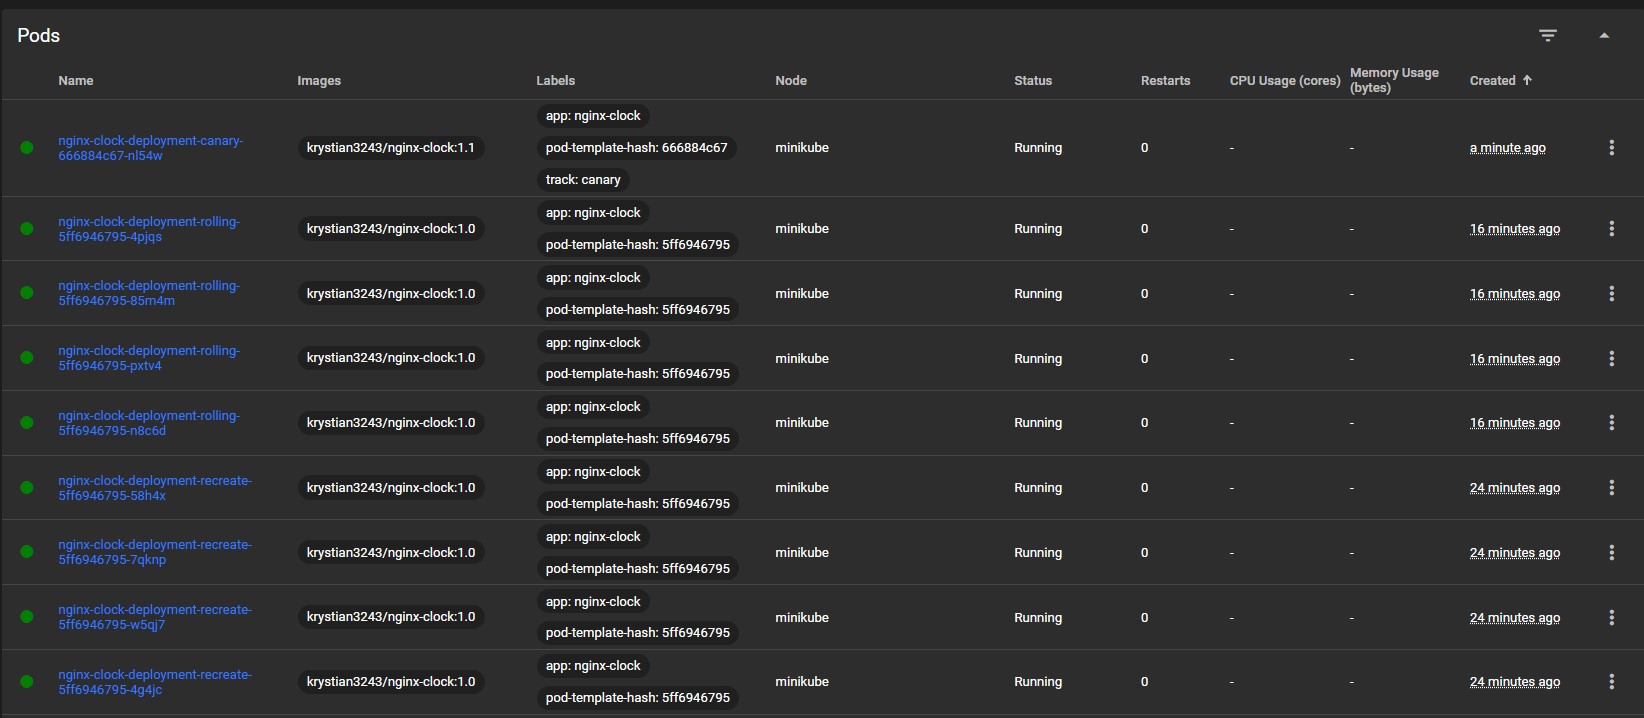 Pods
Name Images Labels Node Status Restarts CPU Usage (cores) Memory Usage (bytes) Created
nginx-clock-deployment-canary-
666884c67-nl54w
krystian3243/nginx-clock:1.1
app: nginx-clock
pod-template-hash: 666884c67
track: canary
minikube Running 0 - - a minute ago
nginx-clock-deployment-rolling-
5ff6946795-4pjqs
krystian3243/nginx-clock:1.0
app: nginx-clock
pod-template-hash: 5ff6946795
minikube Running 0 - - 16 minutes ago
nginx-clock-deployment-rolling-
5ff6946795-85m4m
krystian3243/nginx-clock:1.0
app: nginx-clock
pod-template-hash: 5ff6946795
minikube Running 0 - - 16 minutes ago
nginx-clock-deployment-rolling-
5ff6946795-pxtv4
krystian3243/nginx-clock:1.0
app: nginx-clock
pod-template-hash: 5ff6946795
minikube Running 0 - - 16 minutes ago
nginx-clock-deployment-rolling-
5ff6946795-n8c6d
krystian3243/nginx-clock:1.0
app: nginx-clock
pod-template-hash: 5ff6946795
minikube Running 0 - - 16 minutes ago
nginx-clock-deployment-recreate-
5ff6946795-58h4x
krystian3243/nginx-clock:1.0
app: nginx-clock
pod-template-hash: 5ff6946795
minikube Running 0 - - 24 minutes ago
nginx-clock-deployment-recreate-
5ff6946795-7qknp
krystian3243/nginx-clock:1.0
app: nginx-clock
pod-template-hash: 5ff6946795
minikube Running 0 - - 24 minutes ago
nginx-clock-deployment-recreate-
5ff6946795-w5qj7
krystian3243/nginx-clock:1.0
app: nginx-clock
pod-template-hash: 5ff6946795
minikube Running 0 - - 24 minutes ago
nginx-clock-deployment-recreate-
5ff6946795-4g4jc
krystian3243/nginx-clock:1.0
app: nginx-clock
pod-template-hash: 5ff6946795
minikube Running 0 - - 24 minutes ago